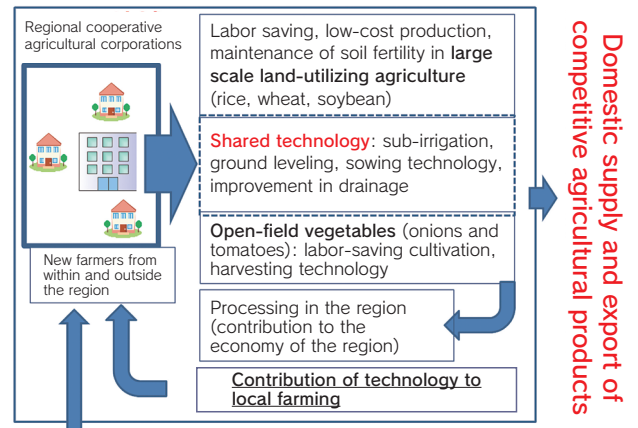 Regional cooperative
agricultural corporations
New farmers from
within and outside
the region
Labor saving, low-cost production,
maintenance of soil fertility in large
scale land-utilizing agriculture
(rice, wheat, soybean)
Shared technology: sub-irrigation,
ground leveling, sowing technology,
improvement in drainage
Open-field vegetables (onions and
tomatoes): labor-saving cultivation,
harvesting technology
Processing in the region
(contribution to the
economy of the region)
Contribution of technology to
local farming
Domestic supply and export of
competitive agricultural products